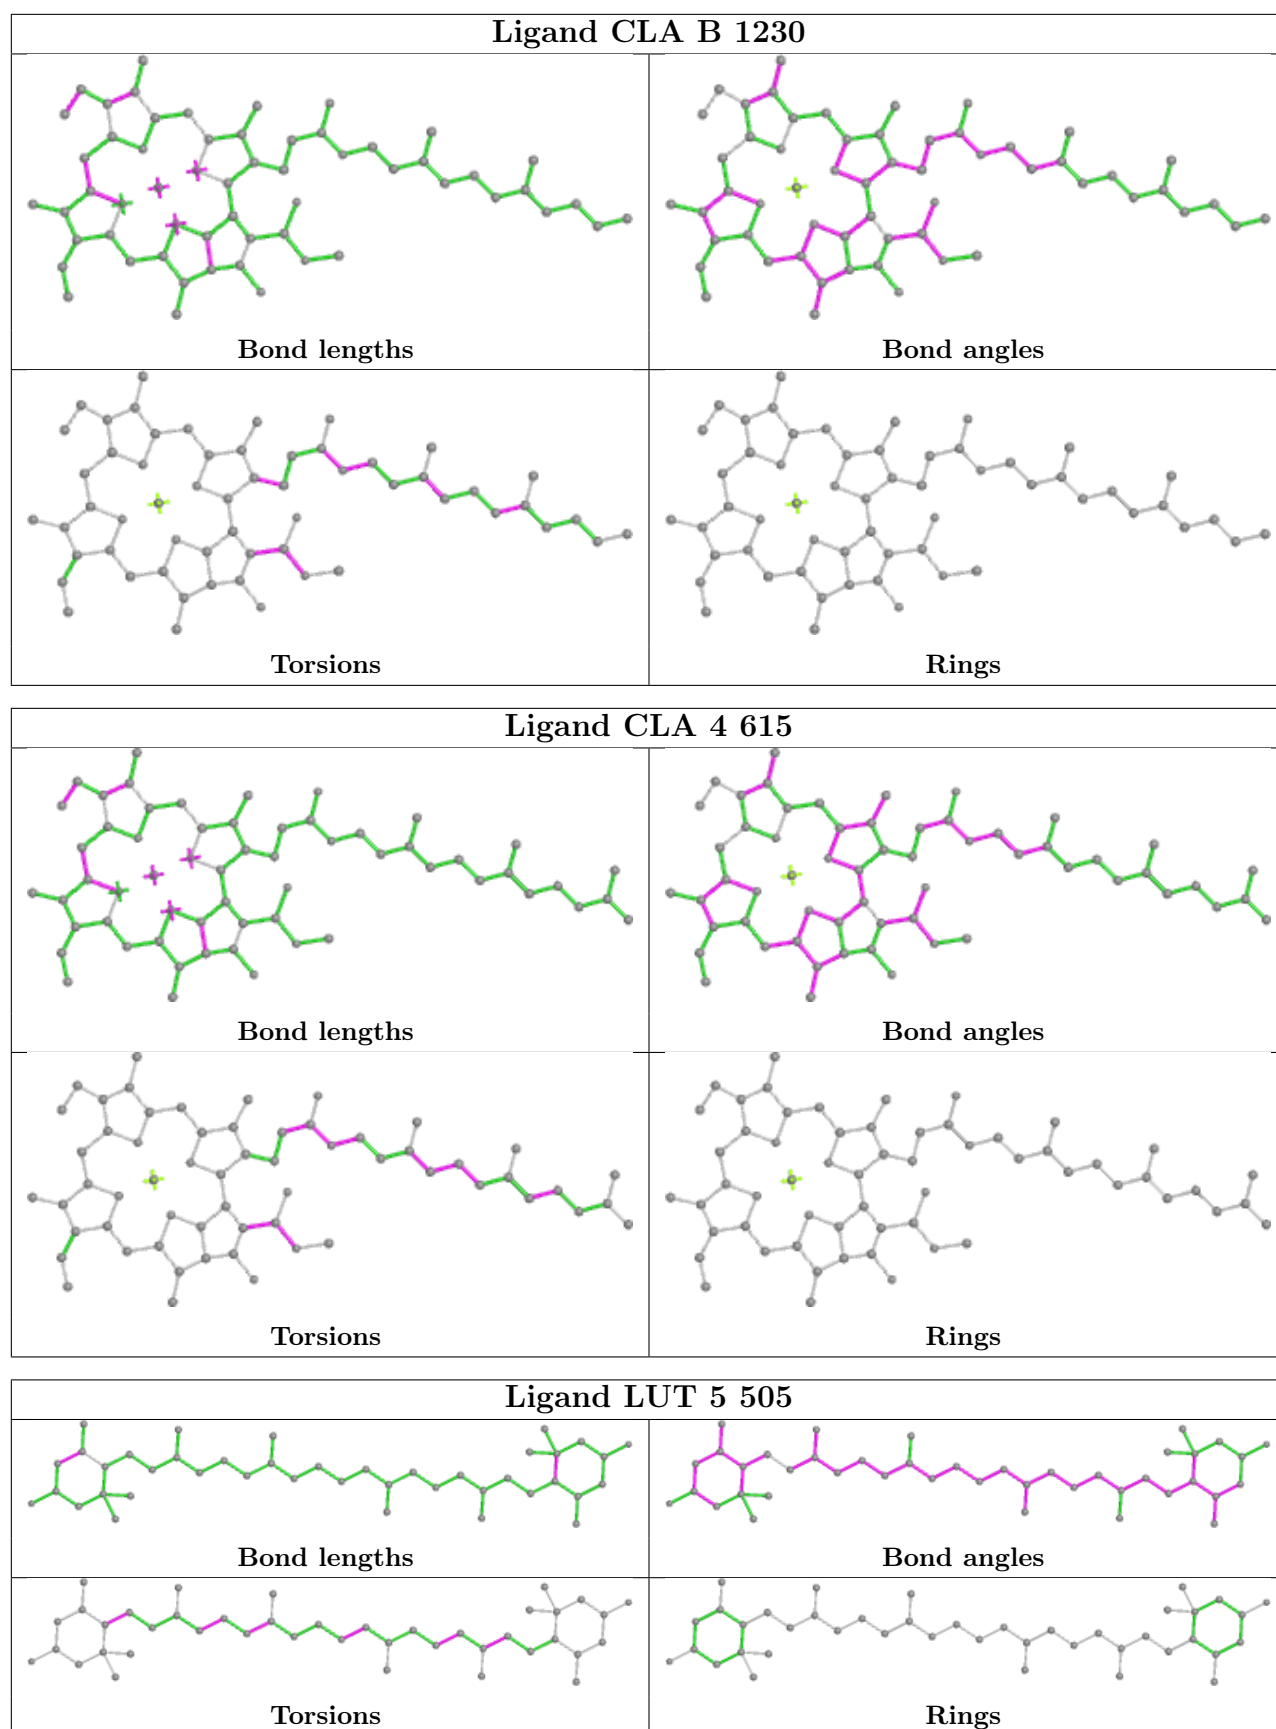 Ligand CLA B 1230
Bond lengths
Bond angles
Torsions
Rings
Ligand CLA 4 615
Bond lengths
Bond angles
Torsions
Rings
Ligand LUT 5 505
Bond lengths
Bond angles
Torsions
Rings